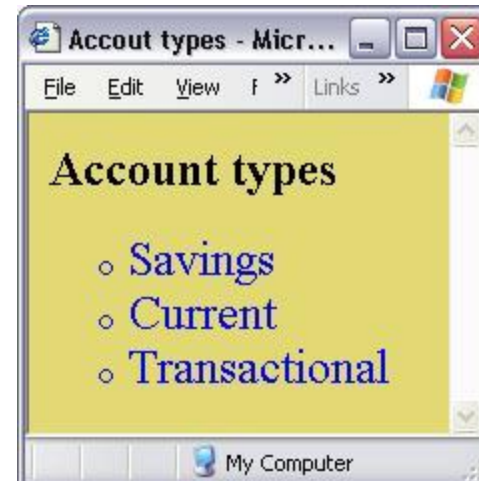 Accout types - Micr...
File Edit View F » Links »
Account types
Savings
Current
Transactional
My Computer